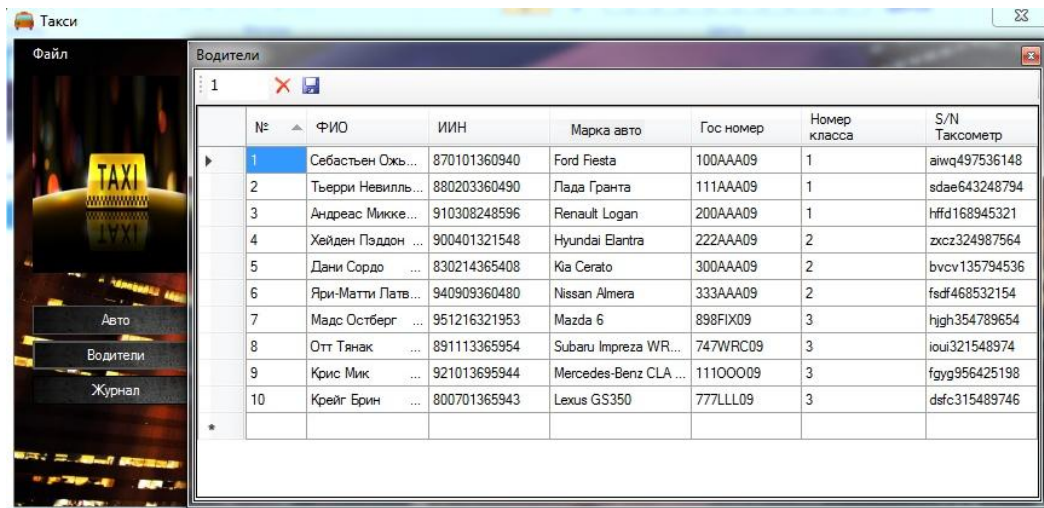 Такси
Файл
Водители
1
№ ФИО ИИН Марка авто Гос номер Номер класса S/N Таксометр
1 Себастьен Ожь... 870101360940 Ford Fiesta 100AAA09 1 aiwq497536148
2 Тьерри Невилль... 880203360490 Лада Гранта 111AAA09 1 sdae643248794
3 Андреас Микке... 910308248596 Renault Logan 200AAA09 1 hffd168945321
4 Хейден Пэддон ... 900401321548 Hyundai Elantra 222AAA09 2 zxcz324987564
5 Дани Сордо ... 830214365408 Kia Cerato 300AAA09 2 bvcv135794536
6 Яри-Матти Латв... 940909360480 Nissan Almera 333AAA09 2 fsdf468532154
7 Мадс Остберг ... 951216321953 Mazda 6 898FIX09 3 hjgh354789654
8 Отт Тянак ... 891113365954 Subaru Impreza WR... 747WRC09 3 ioui321548974
9 Крис Мик ... 921013695944 Mercedes-Benz CLA ... 111OOO09 3 fgyg956425198
10 Крейг Брин ... 800701365943 Lexus GS350 777LLL09 3 dsfc315489746
TAXI
Авто
Водители
Журнал